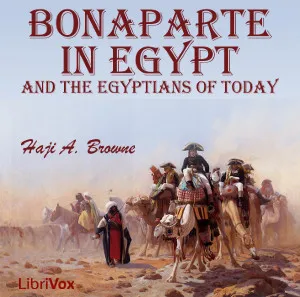 BONAPARTE
IN EGYPT
AND THE EGYPTIANS OF TODAY
Haji A. Browne
LibriVox